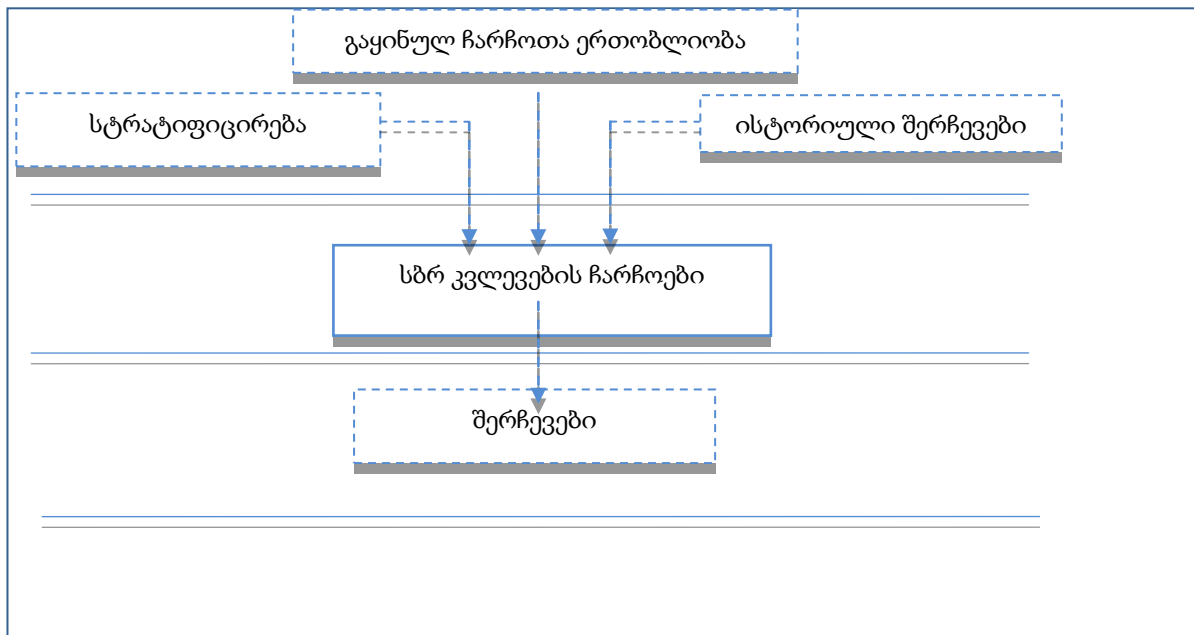 გაყინულ ჩარჩოთა ერთობლიობა
სტრატიფიცირება
ისტორიული შერჩევები
სბრ კვლევების ჩარჩოები
შერჩევები